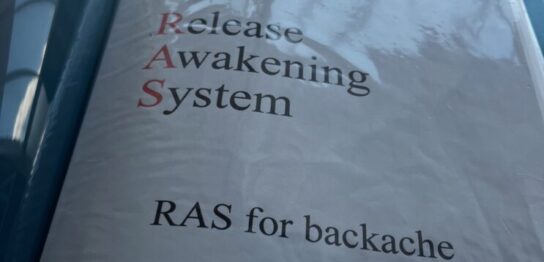 Release
Awakening
System
RAS for backache